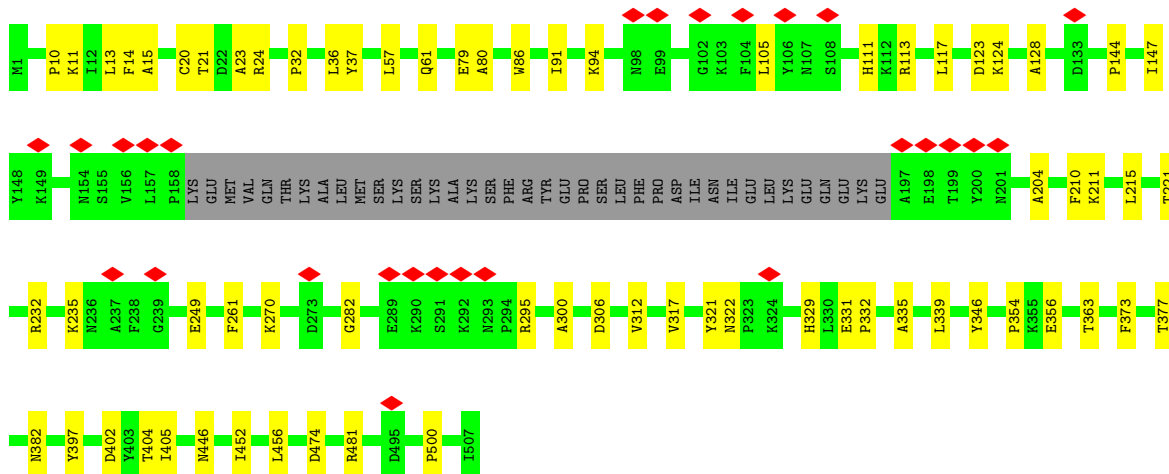 M1 P10 K11 I12 L13 F14 A15 C20 T21 D22 A23 R24 P32 L36 Y37 L57 Q61 E79 A80 W86 I91 K94 N98 E99 G102 K103 F104 L105 Y106 N107 S108 H111 K112 R113 L117 D123 K124 A128 D133 P144 I147
Y148 K149 N154 S155 V156 L157 P158 LYS GLU MET VAL GLN THR LYS ALA LEU MET SER LYS SER LYS ALA LYS SER PHE ARG TYR GLU PRO SER LEU PHE PRO ASP ILE ASN ILE GLU LEU LYS GLU GLN GLU LYS GLU A197 E198 T199 Y200 N201 A204 F210 K211 L215 T221
R232 K235 N236 A237 F238 G239 E249 F261 K270 D273 G282 E289 K290 S291 K292 N293 P294 R295 A300 D306 V312 V317 Y321 N322 P323 K324 H329 L330 E331 P332 A335 L339 Y346 P354 K355 E356 T363 F373 T377
N382 Y397 D402 Y403 T404 I405 N446 I452 L456 D474 R481 D495 P500 I507